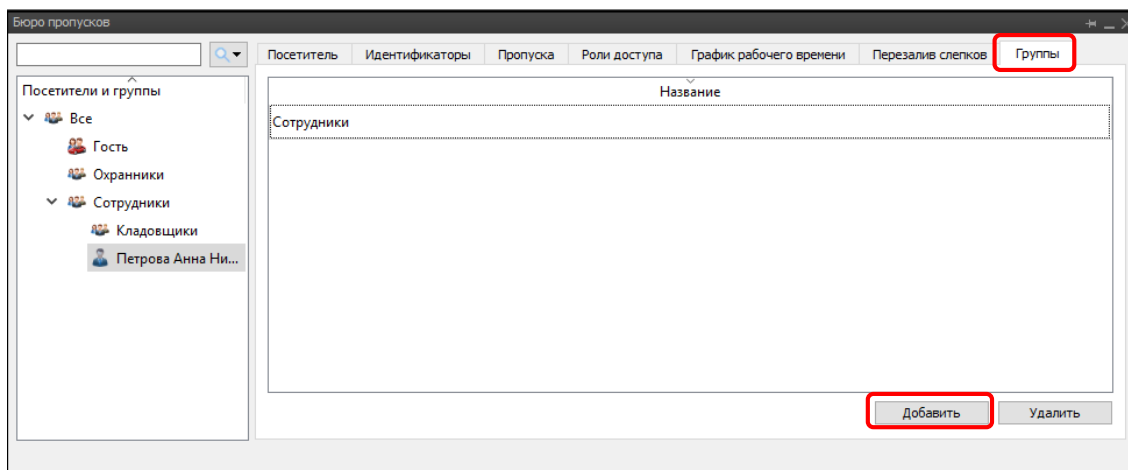 Бюро пропусков
Посетитель Идентификаторы Пропуска Роли доступа График рабочего времени Перезалив слепков Группы
Посетители и группы
Название
Все
Сотрудники
Гость
Охранники
Сотрудники
Кладовщики
Петрова Анна Ни...
Добавить Удалить